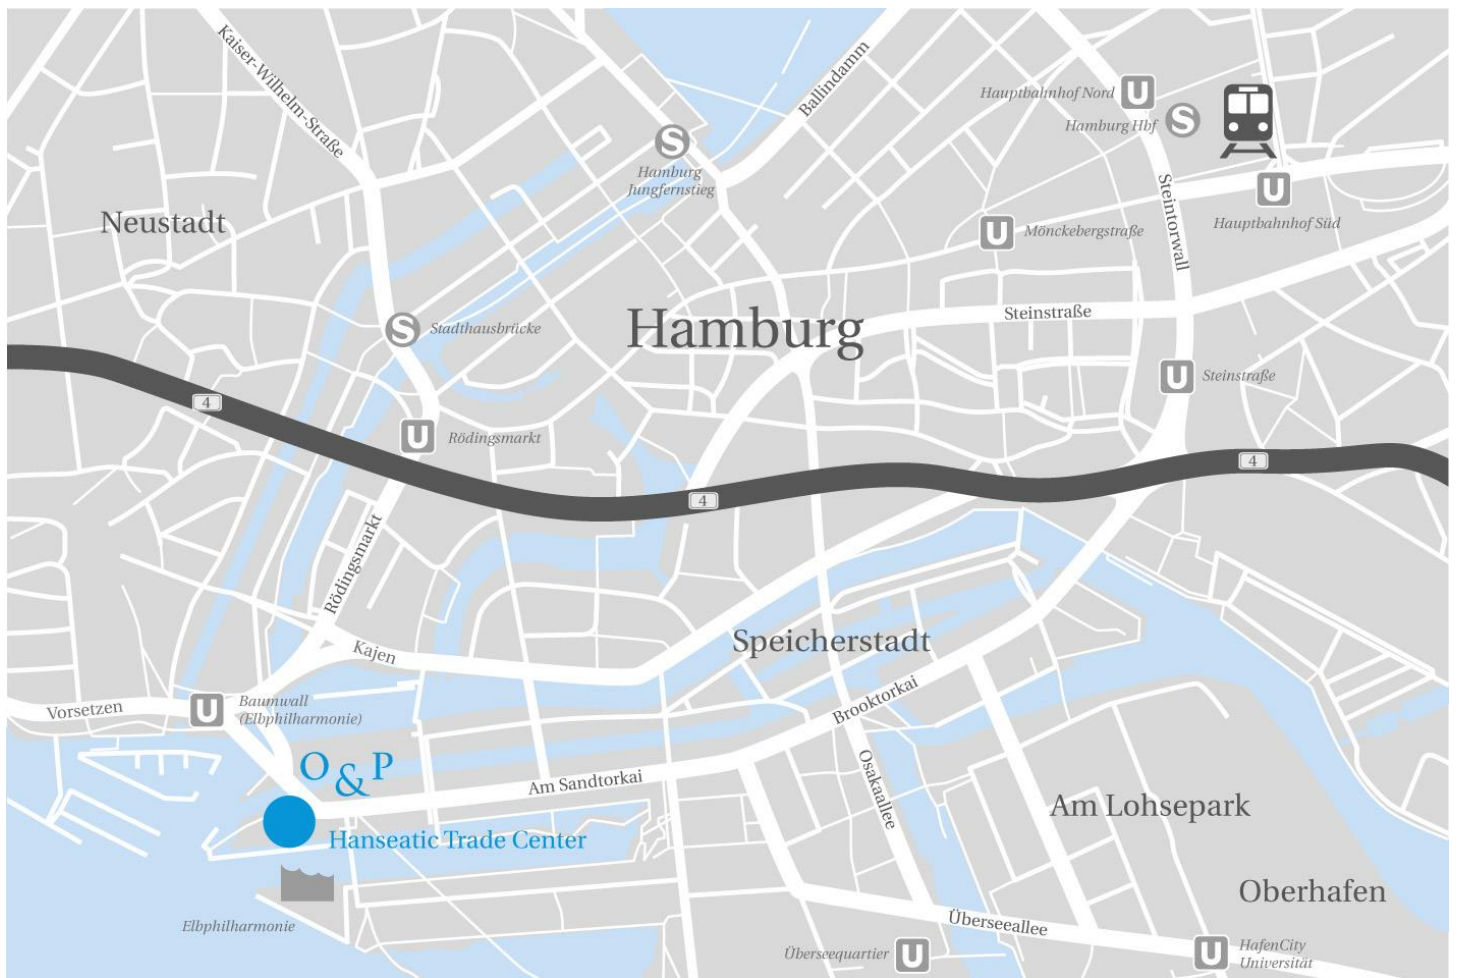 Kaiser-Wilhelm-Straße
Ballindamm
Hauptbahnhof Nord
U
Hamburg Hbf
S
S
Hamburg
Jungfernstieg
Steintorwall
U
Hauptbahnhof Süd
Neustadt
U
Mönckebergstraße
S
Stadthausbrücke
Hamburg
Steinstraße
U
Steinstraße
4
U
Rödingsmarkt
4
4
Rödingsmarkt
Kajen
Speicherstadt
Vorsetzen
U
Baumwall
(Elbphilharmonie)
Brooktorkai
O & P
Am Sandtorkai
Osakaallee
Am Lohsepark
Hanseatic Trade Center
Oberhafen
Elbphilharmonie
Überseeallee
Überseequartier
U
U
HafenCity
Universität